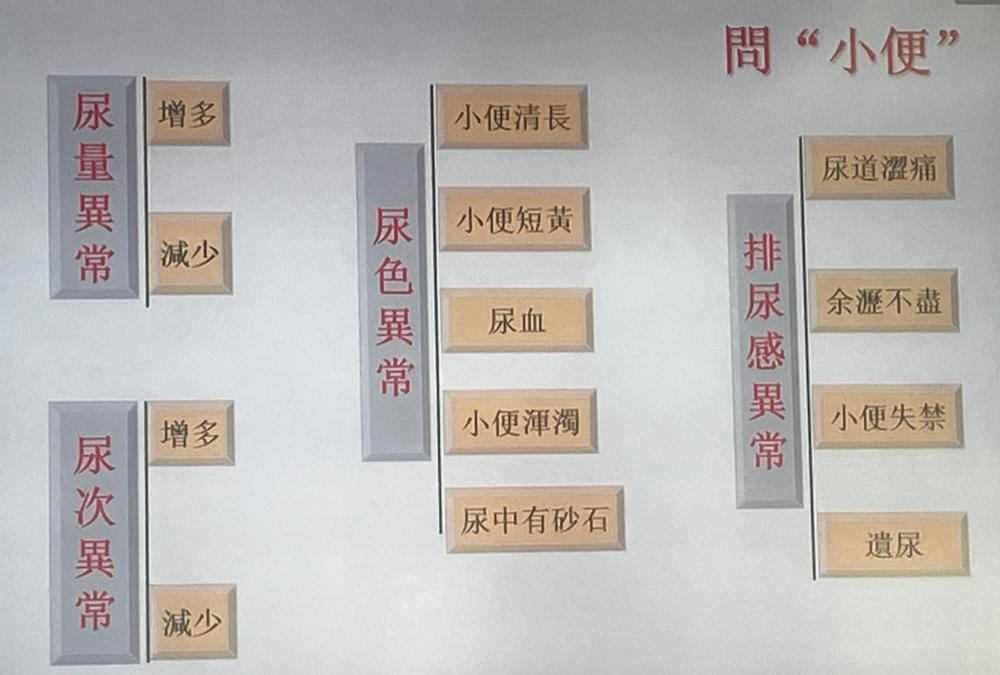 問“小便”
尿量異常
增多
減少
尿次異常
增多
減少
尿色異常
小便清長
小便短黃
尿血
小便渾濁
尿中有砂石
排尿感異常
尿道澀痛
余瀝不盡
小便失禁
遺尿